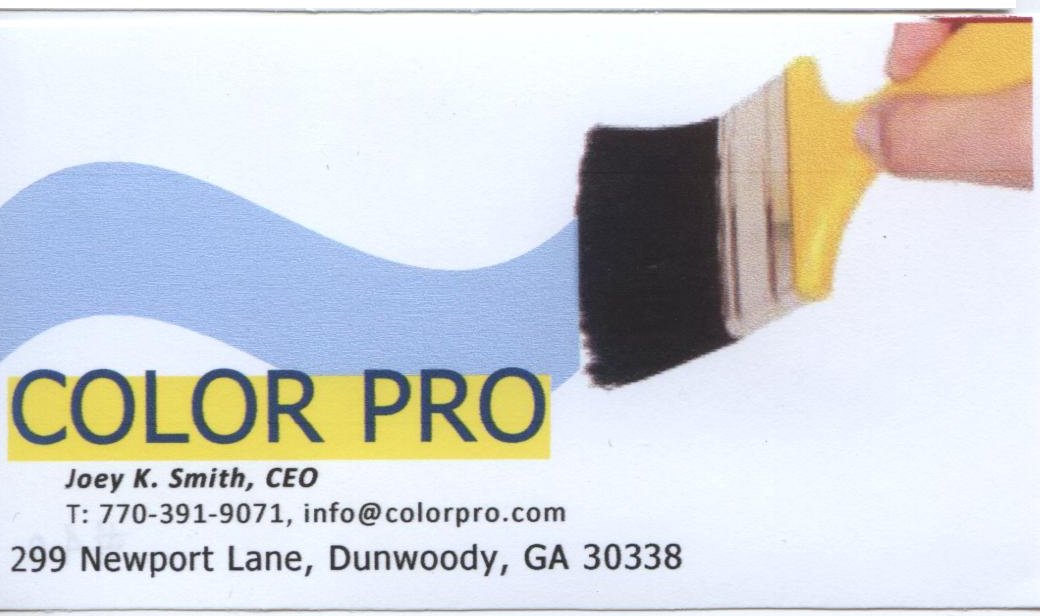 COLOR PRO
Joey K. Smith, CEO
T: 770-391-9071, info@colorpro.com
299 Newport Lane, Dunwoody, GA 30338